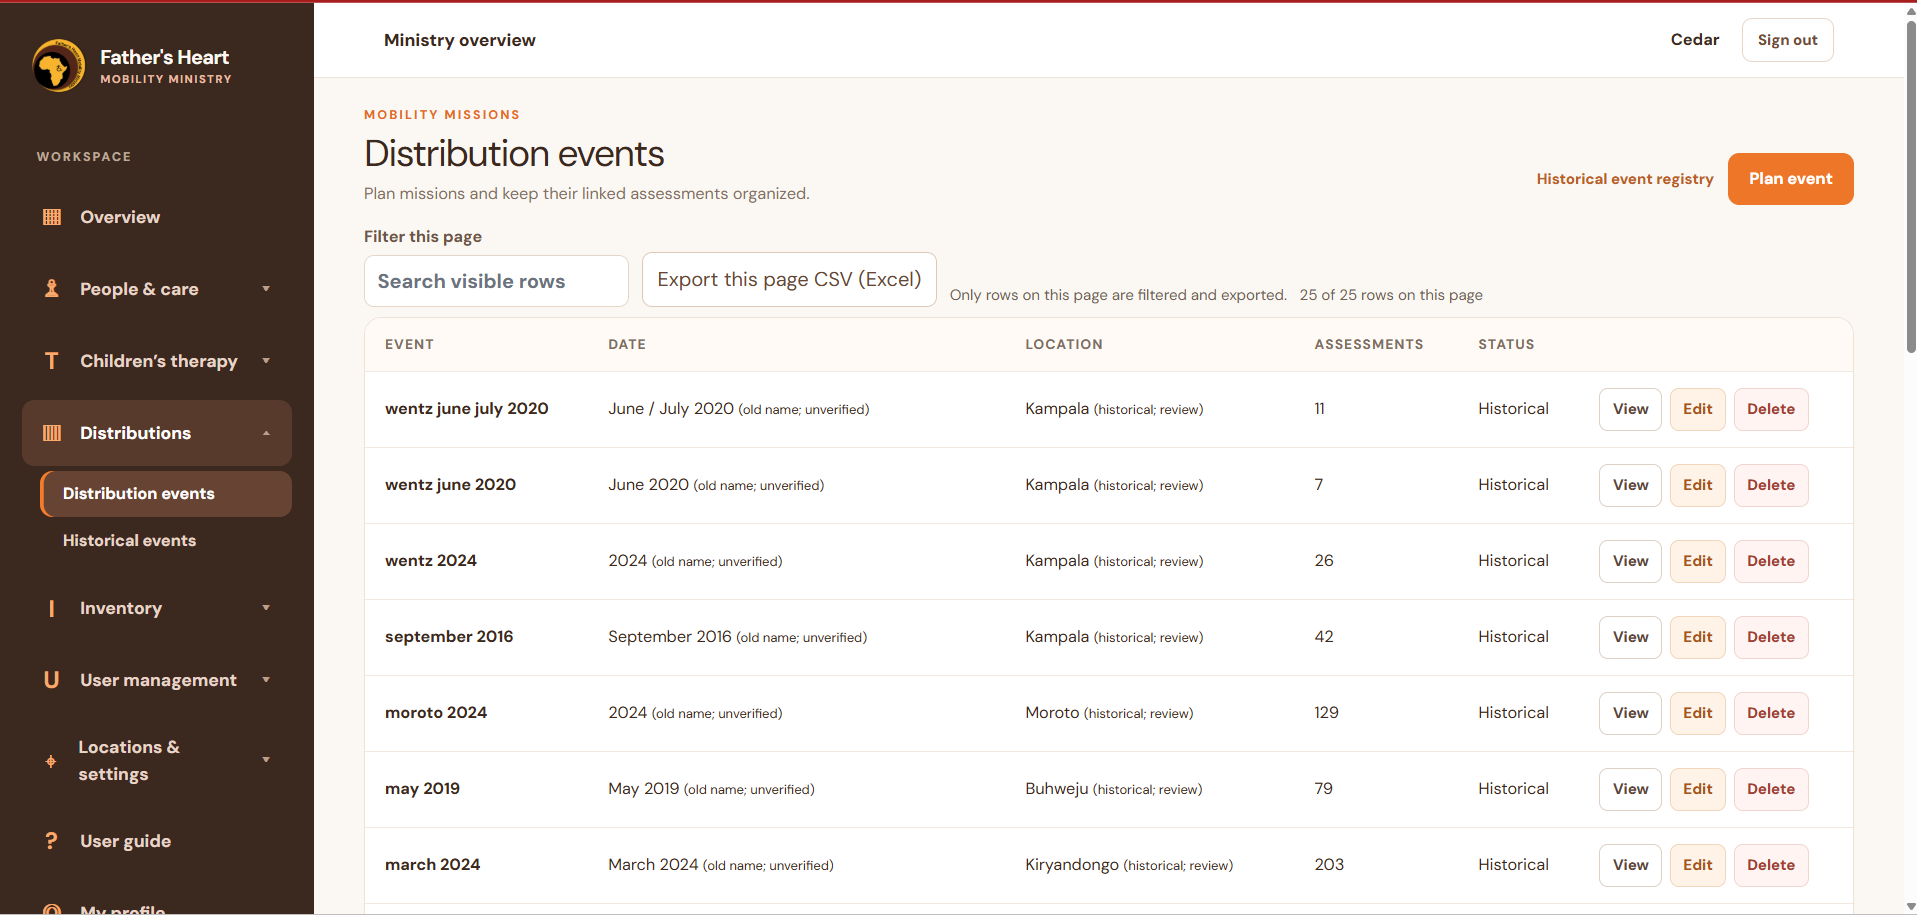 Father's Heart
MOBILITY MINISTRY
WORKSPACE
Overview
People & care
T Children's therapy
Distributions
Distribution events
Historical events
I Inventory
U User management
Locations &
settings
? User guide
My profile
Ministry overview
Cedar
Sign out
MOBILITY MISSIONS
Distribution events
Plan missions and keep their linked assessments organized.
Historical event registry
Plan event
Filter this page
Search visible rows
Export this page CSV (Excel)
Only rows on this page are filtered and exported. 25 of 25 rows on this page
EVENT DATE LOCATION ASSESSMENTS STATUS
wentz june july 2020 June / July 2020 (old name; unverified) Kampala (historical; review) 11 Historical View Edit Delete
wentz june 2020 June 2020 (old name; unverified) Kampala (historical; review) 7 Historical View Edit Delete
wentz 2024 2024 (old name; unverified) Kampala (historical; review) 26 Historical View Edit Delete
september 2016 September 2016 (old name; unverified) Kampala (historical; review) 42 Historical View Edit Delete
moroto 2024 2024 (old name; unverified) Moroto (historical; review) 129 Historical View Edit Delete
may 2019 May 2019 (old name; unverified) Buhweju (historical; review) 79 Historical View Edit Delete
march 2024 March 2024 (old name; unverified) Kiryandongo (historical; review) 203 Historical View Edit Delete